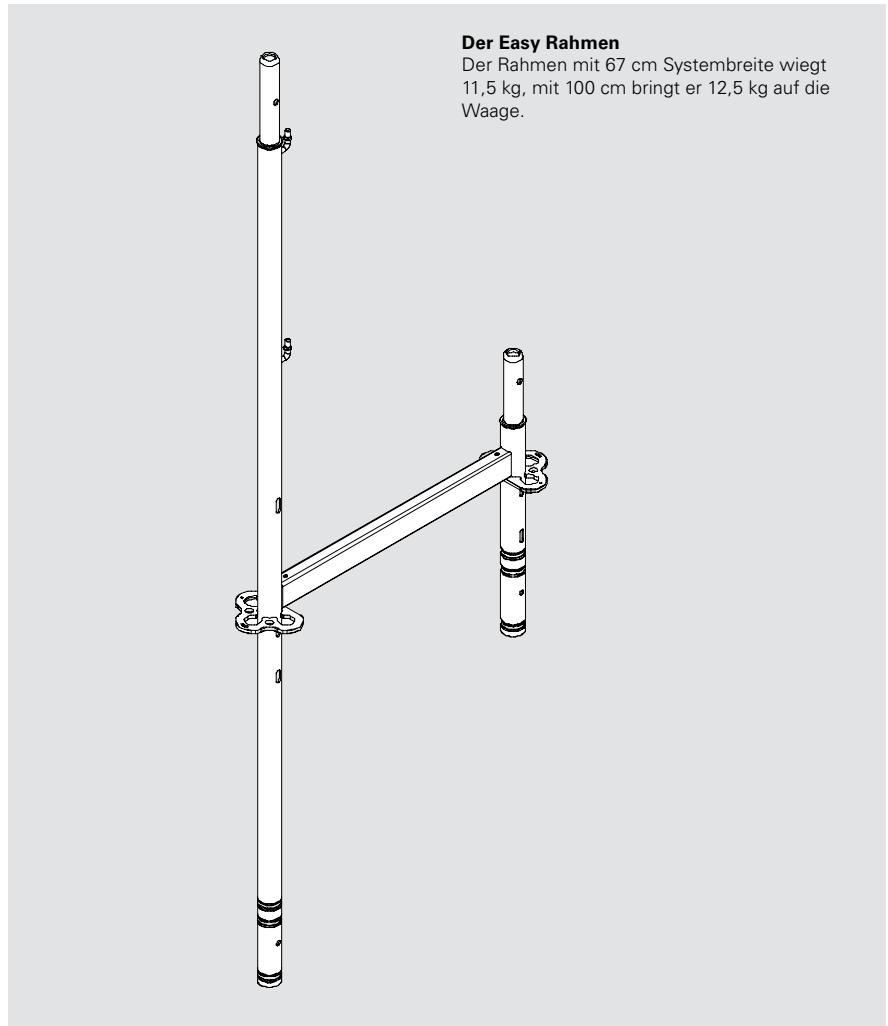 Der Easy Rahmen
Der Rahmen mit 67 cm Systembreite wiegt
11,5 kg, mit 100 cm bringt er 12,5 kg auf die
Waage.